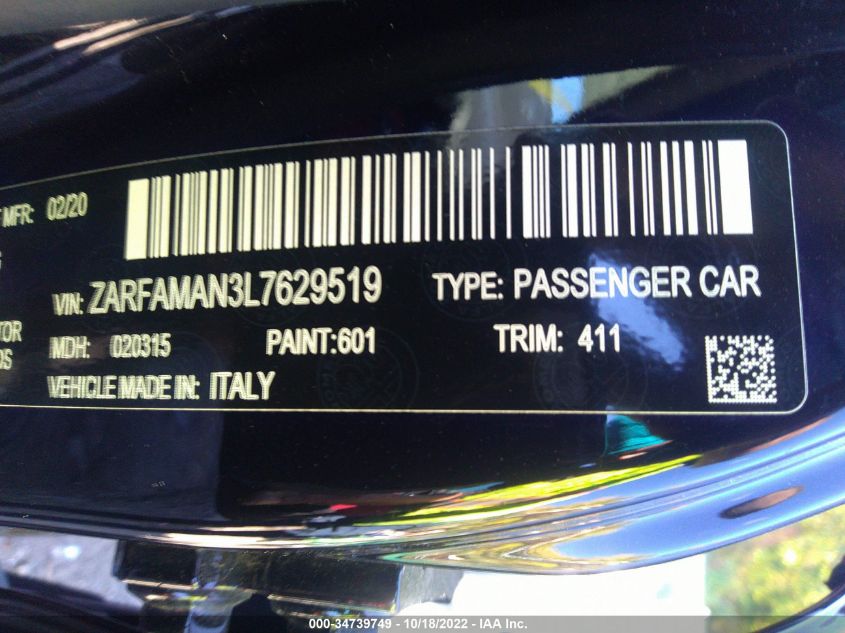 MFR: 02/20
VIN: ZARFAMAN3L7629519 TYPE: PASSENGER CAR
MDH: 020315 PAINT:601 TRIM: 411
VEHICLE MADE IN: ITALY
000-34739749 - 10/18/2022 - IAA Inc.